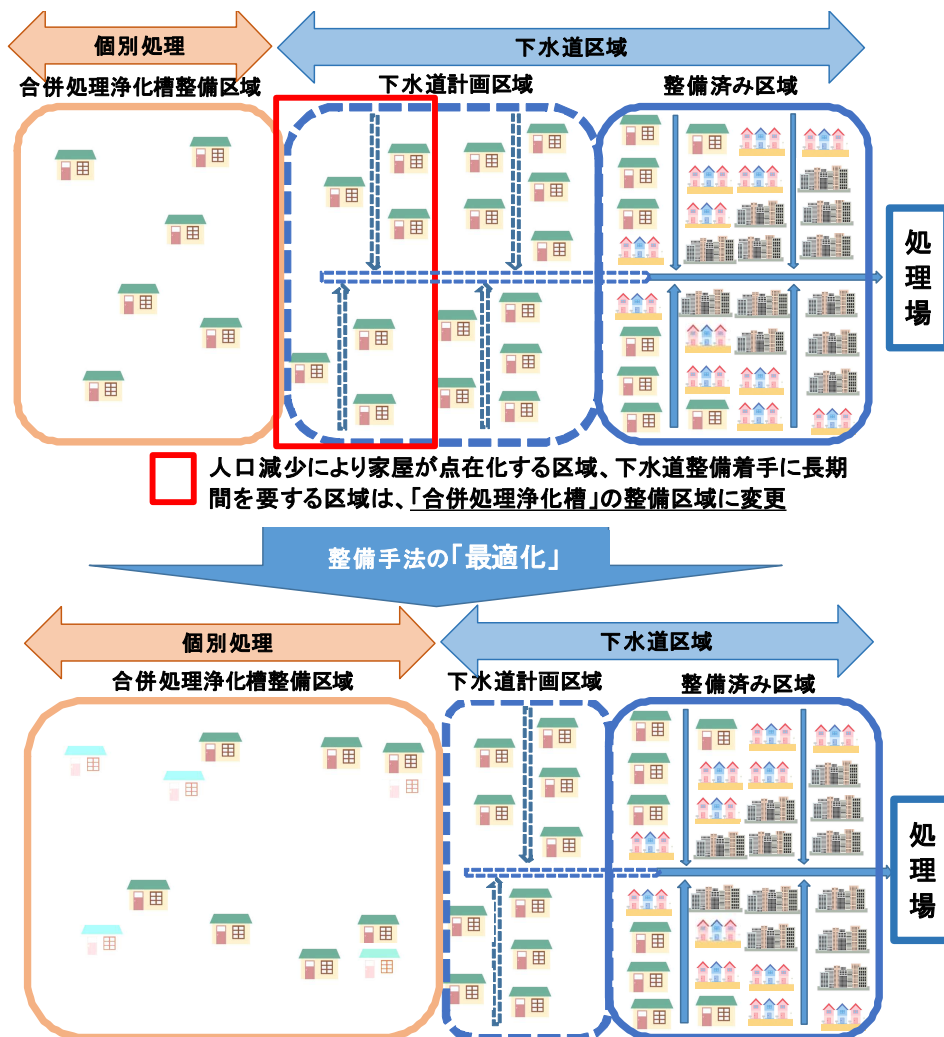 個別処理
下水道区域
合併処理浄化槽整備区域
下水道計画区域
整備済み区域
処理場
人口減少により家屋が点在化する区域、下水道整備着手に長期
間を要する区域は、「合併処理浄化槽」の整備区域に変更
整備手法の「最適化」
個別処理
下水道区域
合併処理浄化槽整備区域
下水道計画区域
整備済み区域
処理場